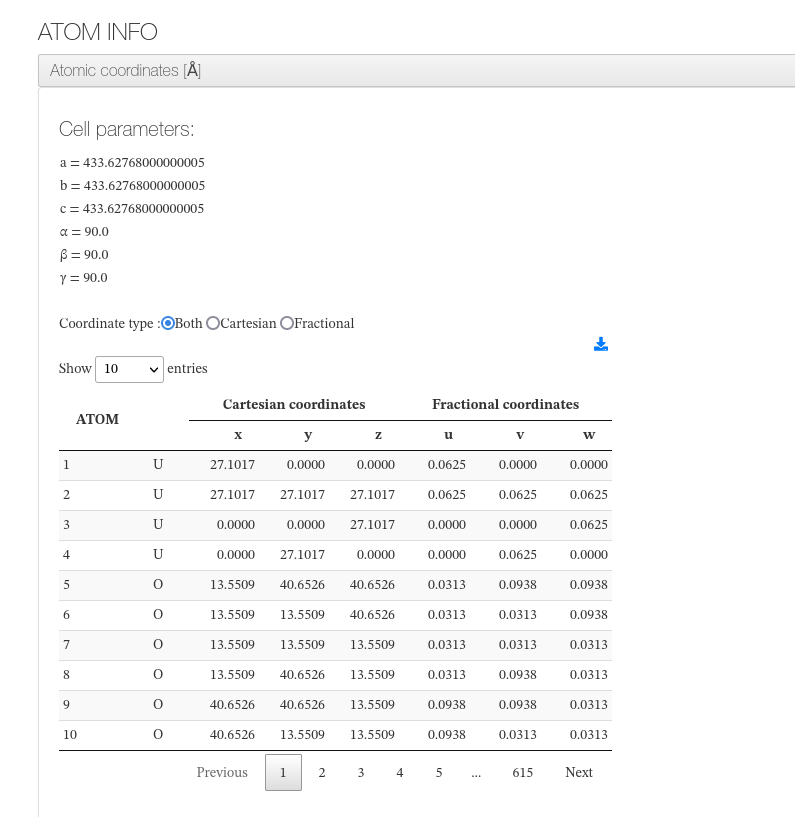 ATOM INFO
Atomic coordinates [Å]
Cell parameters:
a = 433.62768000000005
b = 433.62768000000005
c = 433.62768000000005
α = 90.0
β = 90.0
γ = 90.0
Coordinate type : Both Cartesian Fractional
Show 10 entries
ATOM Cartesian coordinates Fractional coordinates
x y z u v w
1 U 27.1017 0.0000 0.0000 0.0625 0.0000 0.0000
2 U 27.1017 27.1017 27.1017 0.0625 0.0625 0.0625
3 U 0.0000 0.0000 27.1017 0.0000 0.0000 0.0625
4 U 0.0000 27.1017 0.0000 0.0000 0.0625 0.0000
5 O 13.5509 40.6526 40.6526 0.0313 0.0938 0.0938
6 O 13.5509 13.5509 40.6526 0.0313 0.0313 0.0938
7 O 13.5509 13.5509 13.5509 0.0313 0.0313 0.0313
8 O 13.5509 40.6526 13.5509 0.0313 0.0938 0.0313
9 O 40.6526 40.6526 13.5509 0.0938 0.0938 0.0313
10 O 40.6526 13.5509 13.5509 0.0938 0.0313 0.0313
Previous 1 2 3 4 5 ... 615 Next